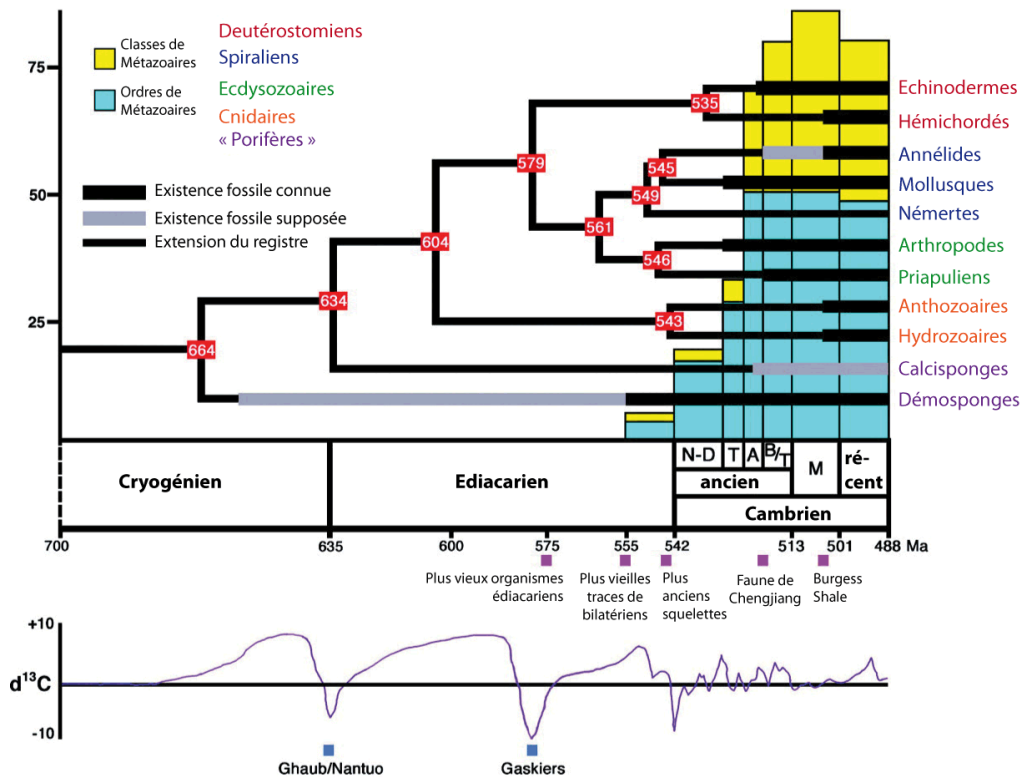 75
50
25
Classes de
Métazoaires
Ordres de
Métazoaires
Deutérostomiens
Spiraliens
Ecdysozoaires
Cnidaires
« Porifères »
Existence fossile connue
Existence fossile supposée
Extension du registre
535
579
545
549
561
604
546
634
543
664
Echinodermes
Hémichordés
Annélides
Mollusques
Némertes
Arthropodes
Priapuliens
Anthozoaires
Hydrozoaires
Calcisponges
Démosponges
Cryogénien
Ediacarien
N-D T A B/T
ancien
M
ré-
cent
Cambrien
700 635 600 575 555 542 513 501 488 Ma
Plus vieux organismes
édiacariens
Plus vieilles
traces de
bilatériens
Plus
anciens
squelettes
Faune de
Chengjiang
Burgess
Shale
+10
d¹³C
-10
Ghaub/Nantuo
Gaskiers